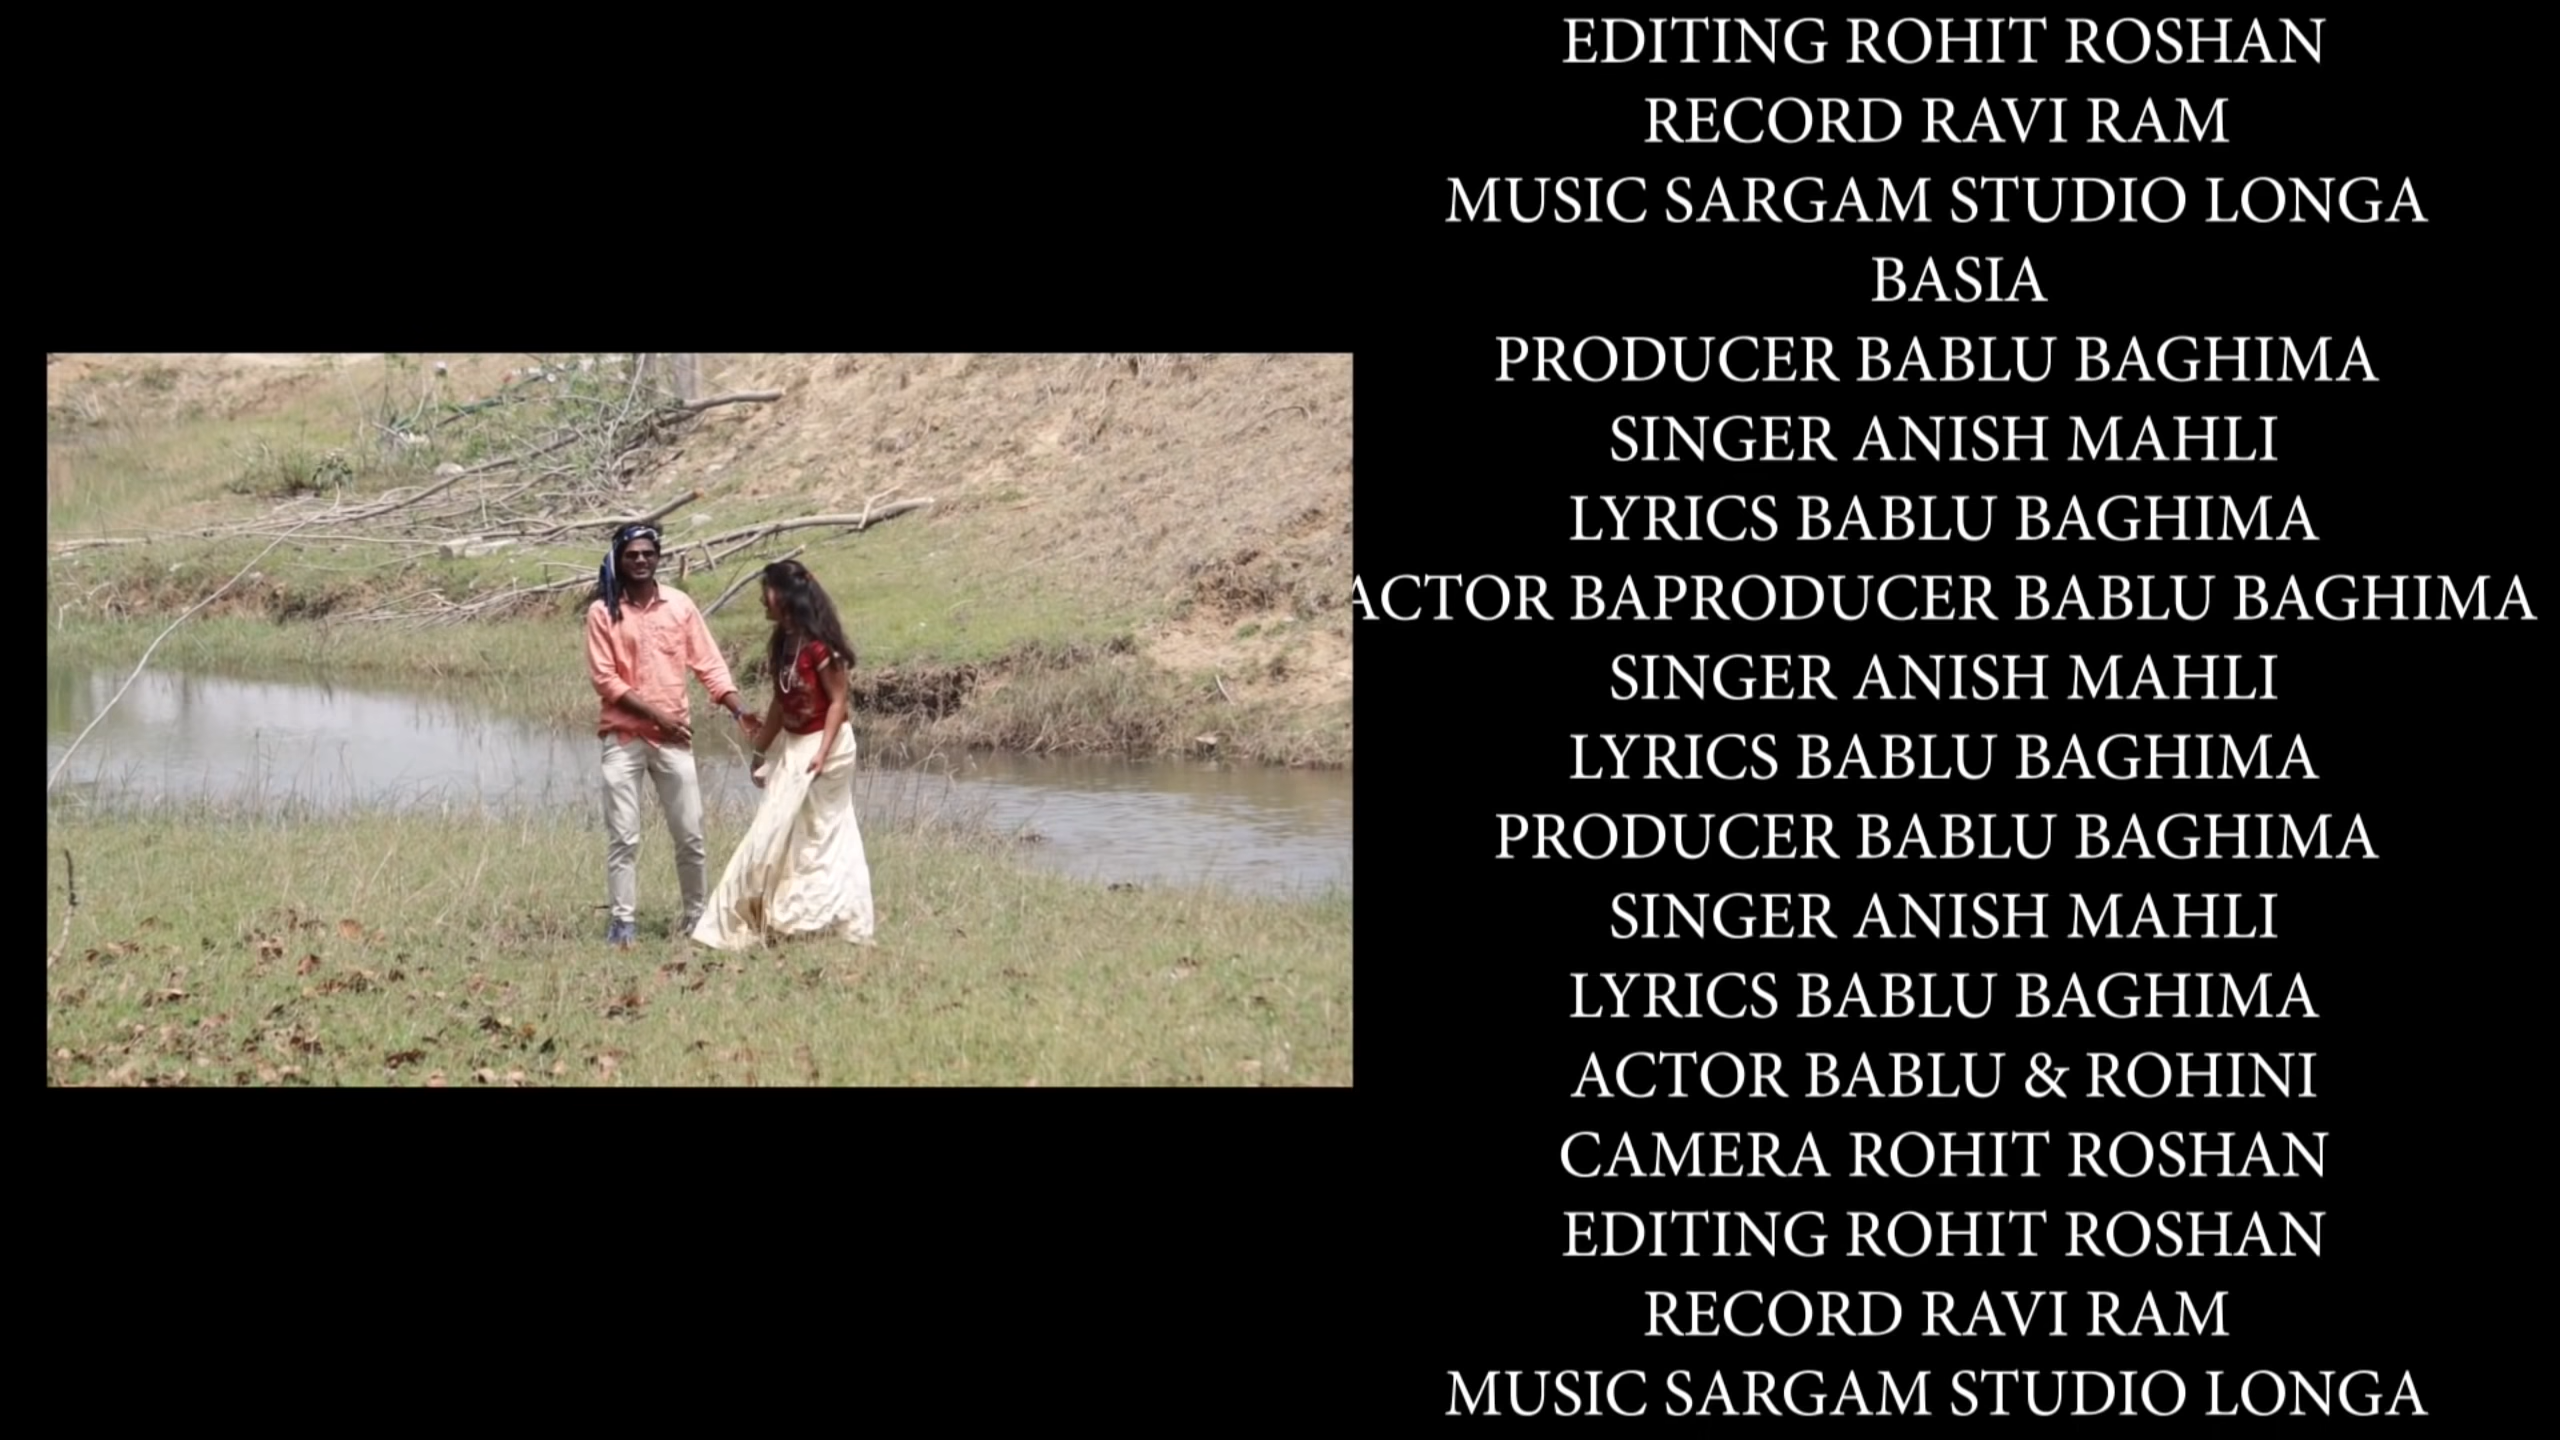 EDITING ROHIT ROSHAN
RECORD RAVI RAM
MUSIC SARGAM STUDIO LONGA
BASIA
PRODUCER BABLU BAGHIMA
SINGER ANISH MAHLI
LYRICS BABLU BAGHIMA
ACTOR BAPRODUCER BABLU BAGHIMA
SINGER ANISH MAHLI
LYRICS BABLU BAGHIMA
PRODUCER BABLU BAGHIMA
SINGER ANISH MAHLI
LYRICS BABLU BAGHIMA
ACTOR BABLU & ROHINI
CAMERA ROHIT ROSHAN
EDITING ROHIT ROSHAN
RECORD RAVI RAM
MUSIC SARGAM STUDIO LONGA